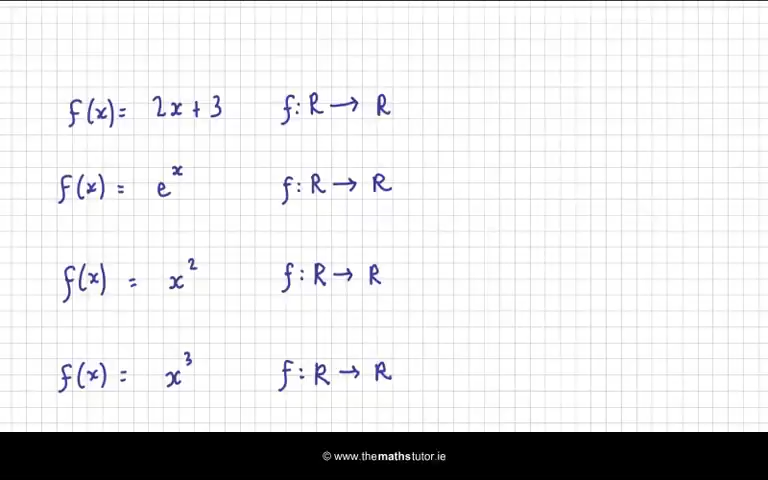 f(x) = 2x + 3 f: R → R
f(x) = e^x f: R → R
f(x) = x^2 f: R → R
f(x) = x^3 f: R → R
© www.themathstutor.ie